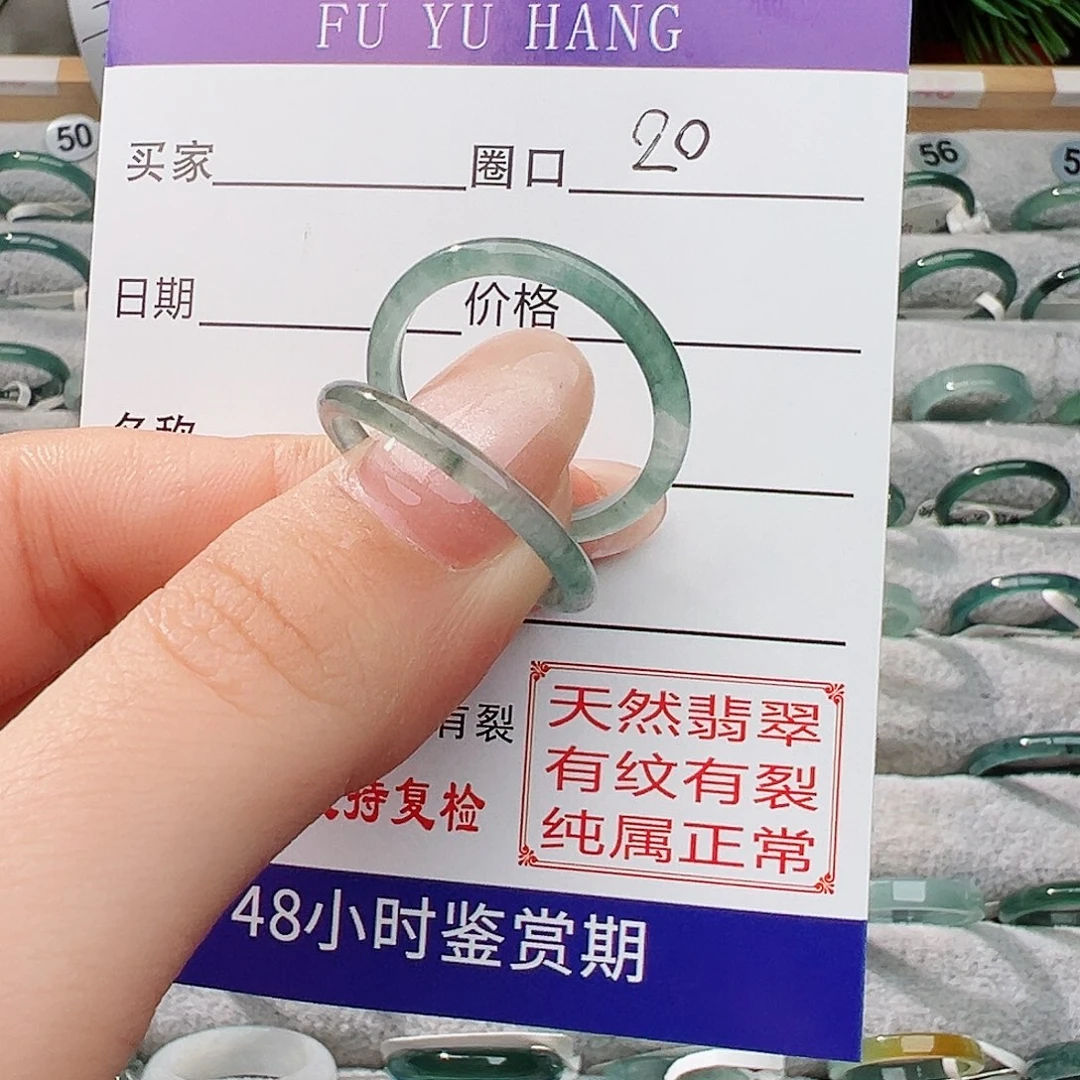 FU YU HANG
50
56
买家 圈口 20
日期 价格
名称
有裂
持复检
天然翡翠
有纹有裂
纯属正常
48小时鉴赏期